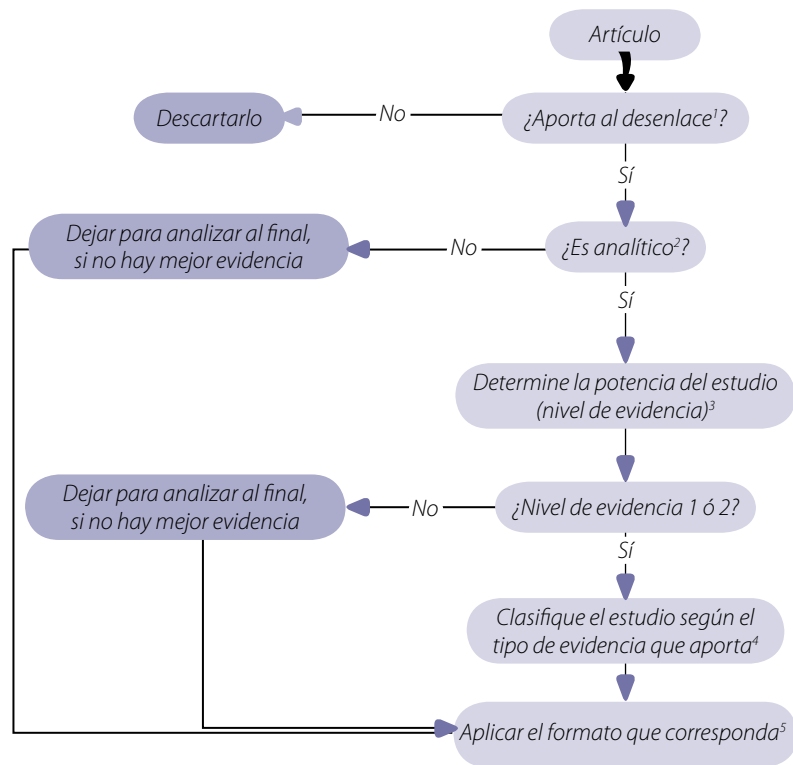 Artículo
Descartarlo
No
¿Aporta al desenlace¹?
Sí
Dejar para analizar al final,
si no hay mejor evidencia
No
¿Es analítico²?
Sí
Determine la potencia del estudio
(nivel de evidencia)³
Dejar para analizar al final,
si no hay mejor evidencia
No
¿Nivel de evidencia 1 ó 2?
Sí
Clasifique el estudio según el
tipo de evidencia que aporta⁴
Aplicar el formato que corresponda⁵